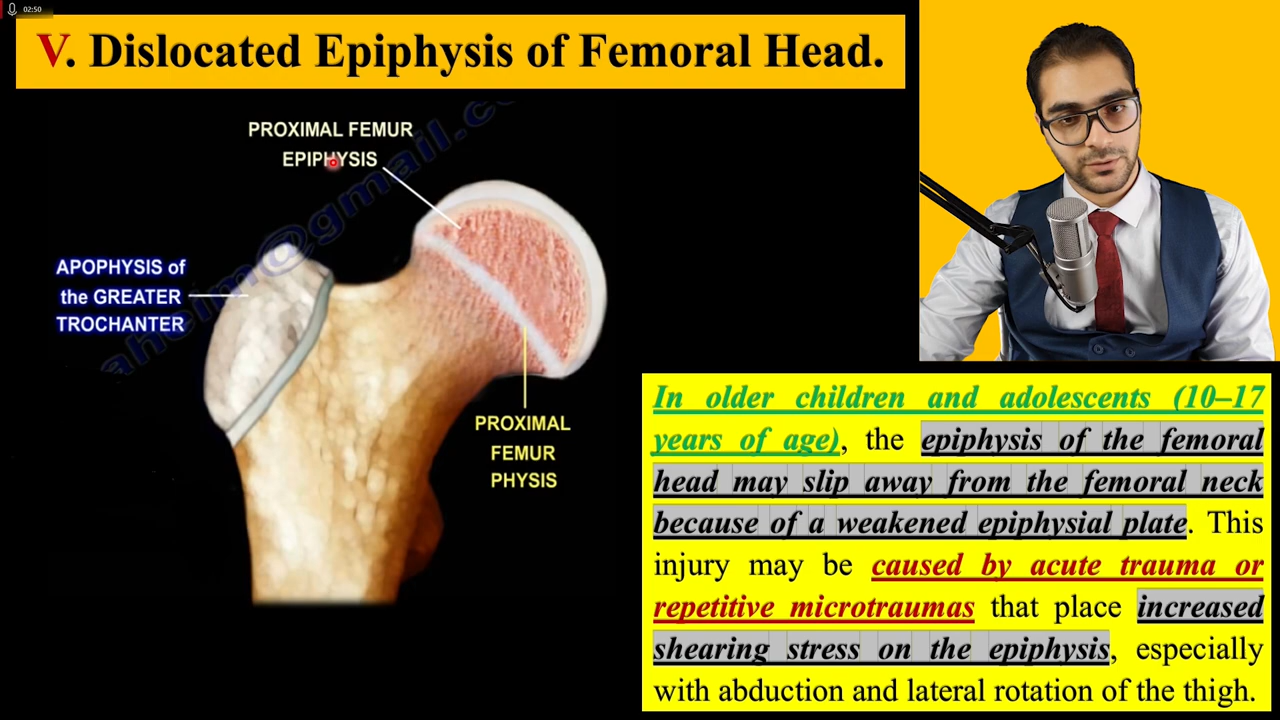 02:50
V. Dislocated Epiphysis of Femoral Head.
PROXIMAL FEMUR
EPIPHYSIS
APOPHYSIS of
the GREATER
TROCHANTER
PROXIMAL
FEMUR
PHYSIS
In older children and adolescents (10–17
years of age), the epiphysis of the femoral
head may slip away from the femoral neck
because of a weakened epiphysial plate. This
injury may be caused by acute trauma or
repetitive microtraumas that place increased
shearing stress on the epiphysis, especially
with abduction and lateral rotation of the thigh.